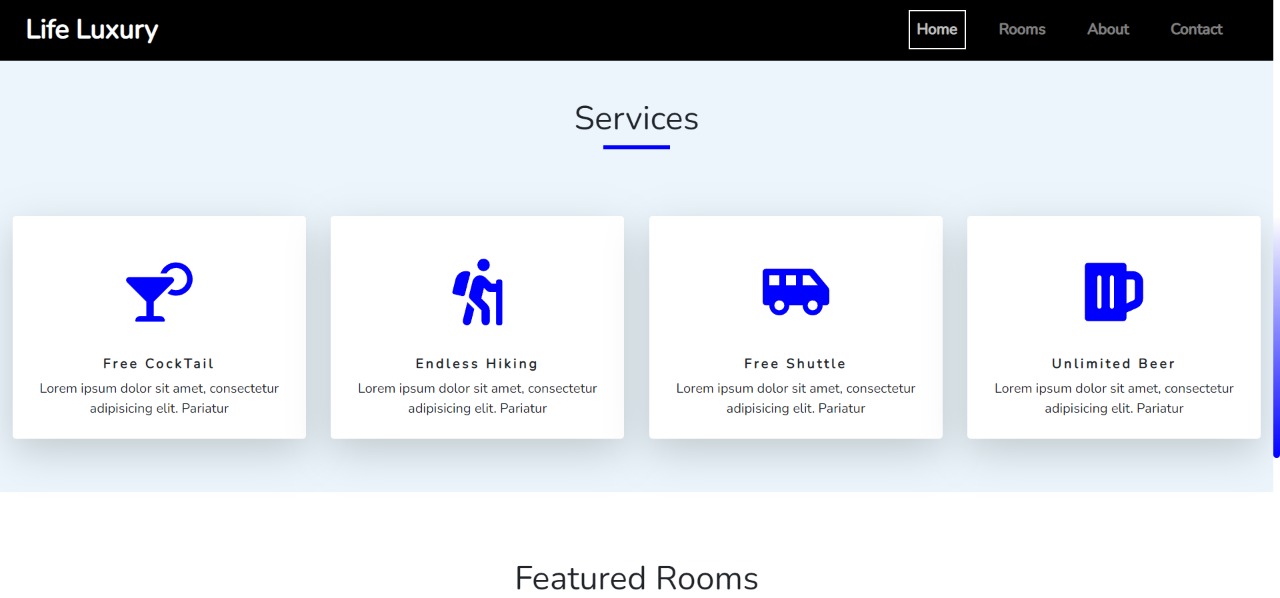 Life Luxury
Home Rooms About Contact
Services
Free CockTail
Lorem ipsum dolor sit amet, consectetur
adipisicing elit. Pariatur
Endless Hiking
Lorem ipsum dolor sit amet, consectetur
adipisicing elit. Pariatur
Free Shuttle
Lorem ipsum dolor sit amet, consectetur
adipisicing elit. Pariatur
Unlimited Beer
Lorem ipsum dolor sit amet, consectetur
adipisicing elit. Pariatur
Featured Rooms